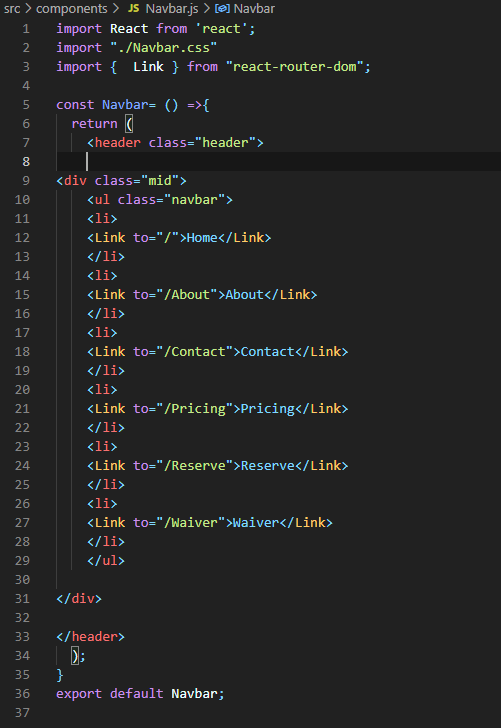 src > components > JS Navbar.js > Navbar
1 import React from 'react';
2 import "./Navbar.css"
3 import {  Link } from "react-router-dom";
4
5 const Navbar= () =>{
6   return (
7     <header class="header">
8
9 <div class="mid">
10     <ul class="navbar">
11     <li>
12     <Link to="/">Home</Link>
13     </li>
14     <li>
15     <Link to="/About">About</Link>
16     </li>
17     <li>
18     <Link to="/Contact">Contact</Link>
19     </li>
20     <li>
21     <Link to="/Pricing">Pricing</Link>
22     </li>
23     <li>
24     <Link to="/Reserve">Reserve</Link>
25     </li>
26     <li>
27     <Link to="/Waiver">Waiver</Link>
28     </li>
29     </ul>
30
31 </div>
32
33 </header>
34   );
35 }
36 export default Navbar;
37